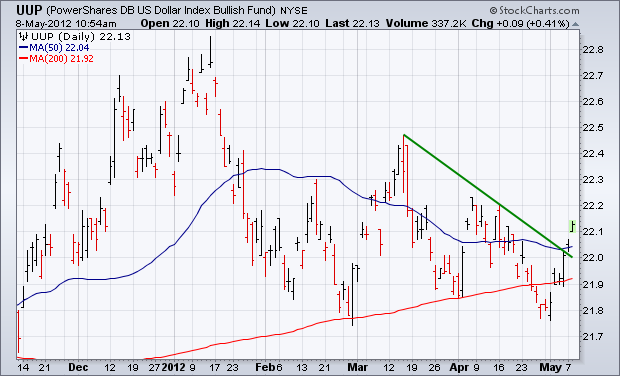 UUP (PowerShares DB US Dollar Index Bullish Fund) NYSE © StockCharts.com
8-May-2012 10:54am Open 22.10 High 22.14 Low 22.10 Last 22.13 Volume 337.2K Chg +0.09 (+0.41%)
UUP (Daily) 22.13
MA(50) 22.04
MA(200) 21.92
22.8
22.7
22.6
22.5
22.4
22.3
22.2
22.1
22.0
21.9
21.8
21.7
14 21 Dec 12 19 2012 9 17 23 Feb 6 13 21 Mar 12 19 26 Apr 9 16 23 May 7